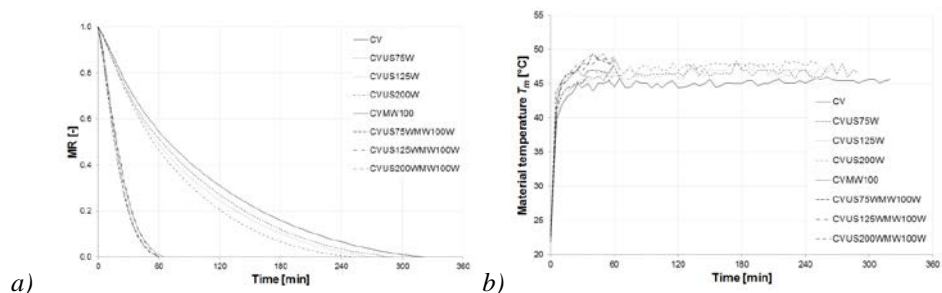 1.0
0.8
0.6
0.4
0.2
0.0
MR [-]
0 60 120 180 240 300 360
Time [min]
CV
CVUS75W
CVUS125W
CVUS200W
CVMW100
CVUS75WMW100W
CVUS125WMW100W
CVUS200WMW100W
a)
55
50
45
40
35
30
25
20
Material temperature Tm [°C]
0 60 120 180 240 300 360
Time [min]
CV
CVUS75W
CVUS125W
CVUS200W
CVMW100
CVUS75WMW100W
CVUS125WMW100W
CVUS200WMW100W
b)